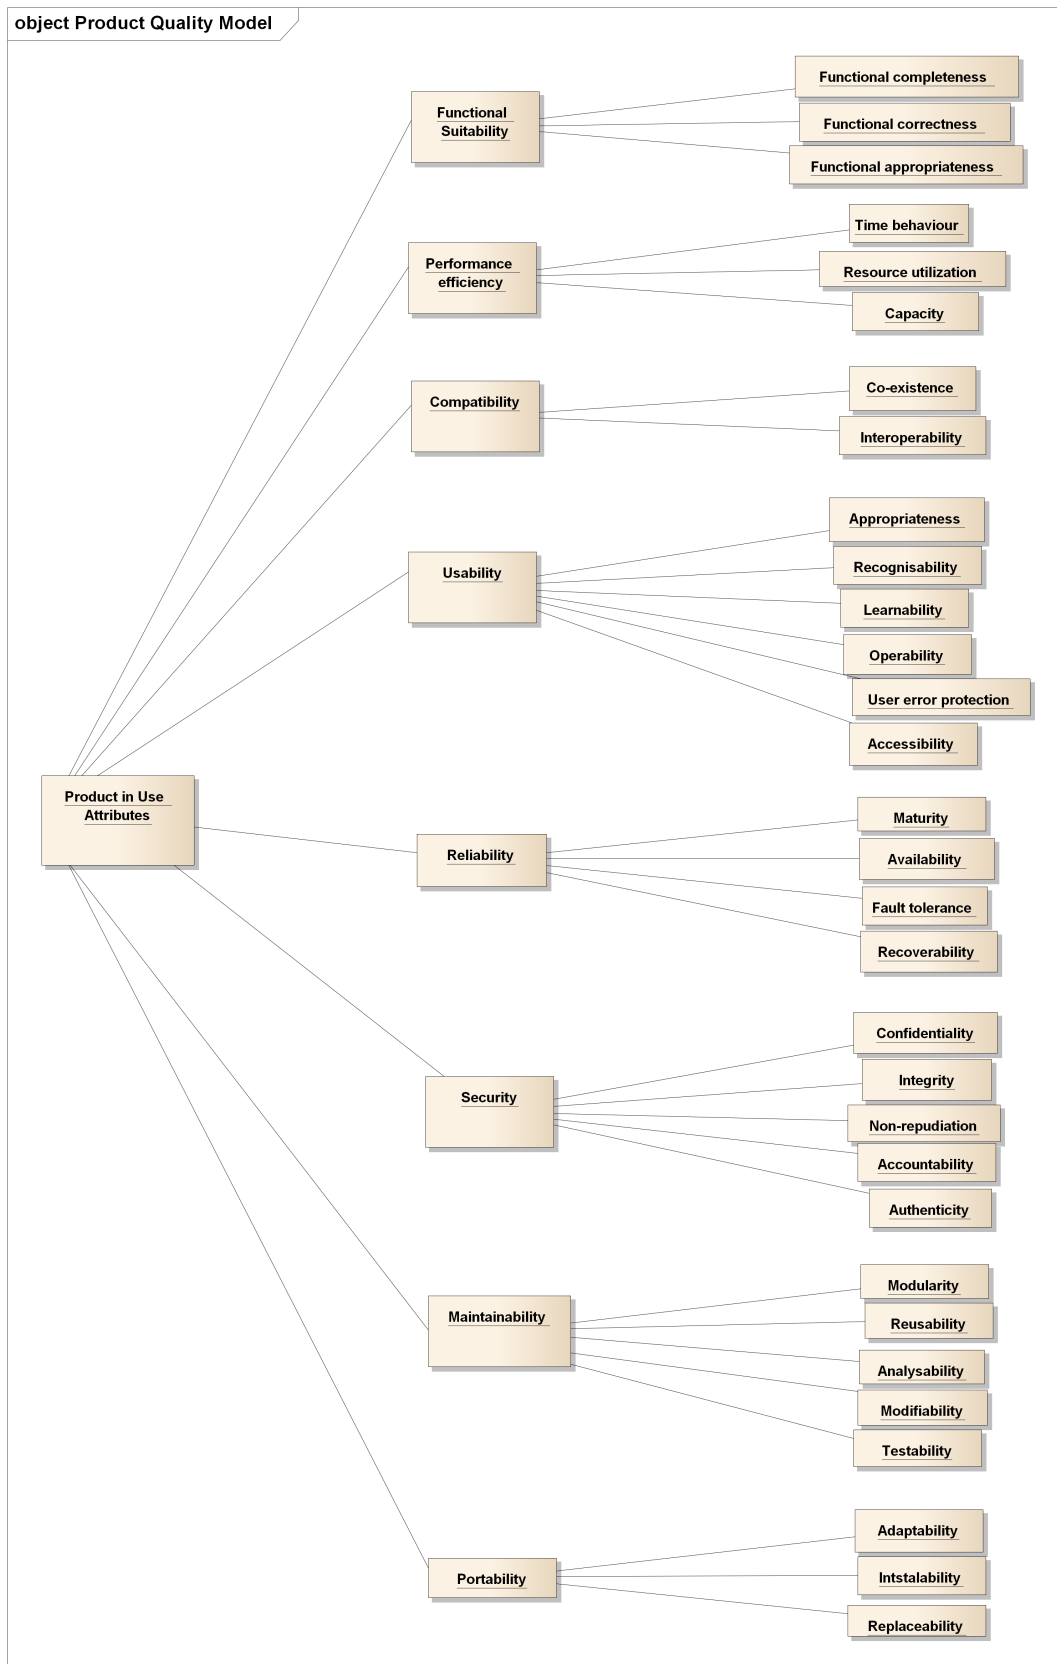 object Product Quality Model
Functional
Suitability
Functional completeness
Functional correctness
Functional appropriateness
Performance
efficiency
Time behaviour
Resource utilization
Capacity
Compatibility
Co-existence
Interoperability
Usability
Appropriateness
Recognisability
Learnability
Operability
User error protection
Accessibility
Product in Use
Attributes
Reliability
Maturity
Availability
Fault tolerance
Recoverability
Security
Confidentiality
Integrity
Non-repudiation
Accountability
Authenticity
Maintainability
Modularity
Reusability
Analysability
Modifiability
Testability
Portability
Adaptability
Intstalability
Replaceability